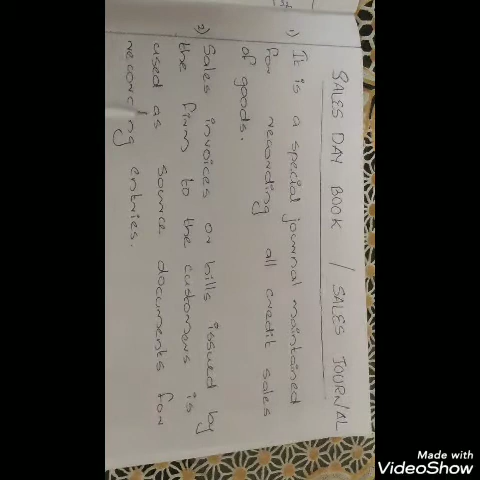 SALES DAY BOOK / SALES JOURNAL
1) It is a special journal maintained
for recording all credit sales
of goods.
2) Sales invoices or bills issued by
the firm to the customers is
used as source documents for
recording entries.
Made with
VideoShow